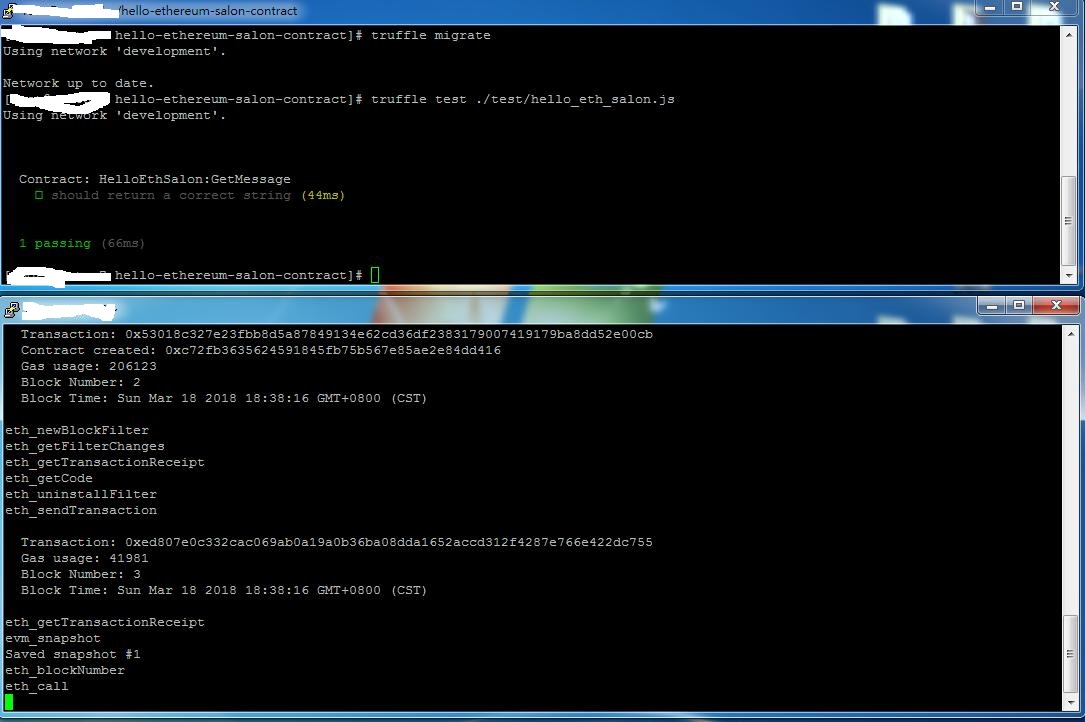 /hello-ethereum-salon-contract
hello-ethereum-salon-contract]# truffle migrate
Using network 'development'.
Network up to date.
[ hello-ethereum-salon-contract]# truffle test ./test/hello_eth_salon.js
Using network 'development'.
Contract: HelloEthSalon:GetMessage
should return a correct string (44ms)
1 passing (66ms)
hello-ethereum-salon-contract]#
Transaction: 0x53018c327e23fbb8d5a87849134e62cd36df2383179007419179ba8dd52e00cb
Contract created: 0xc72fb3635624591845fb75b567e85ae2e84dd416
Gas usage: 206123
Block Number: 2
Block Time: Sun Mar 18 2018 18:38:16 GMT+0800 (CST)
eth_newBlockFilter
eth_getFilterChanges
eth_getTransactionReceipt
eth_getCode
eth_uninstallFilter
eth_sendTransaction
Transaction: 0xed807e0c332cac069ab0a19a0b36ba08dda1652accd312f4287e766e422dc755
Gas usage: 41981
Block Number: 3
Block Time: Sun Mar 18 2018 18:38:16 GMT+0800 (CST)
eth_getTransactionReceipt
evm_snapshot
Saved snapshot #1
eth_blockNumber
eth_call